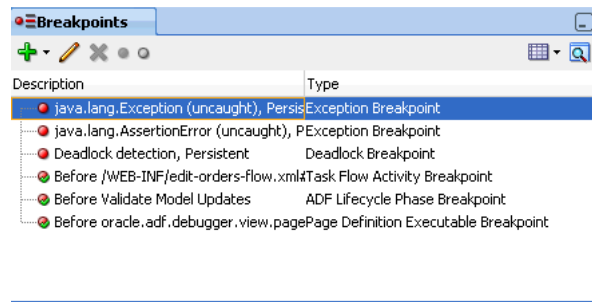 Breakpoints
Description Type
java.lang.Exception (uncaught), Persis Exception Breakpoint
java.lang.AssertionError (uncaught), P Exception Breakpoint
Deadlock detection, Persistent Deadlock Breakpoint
Before /WEB-INF/edit-orders-flow.xml# Task Flow Activity Breakpoint
Before Validate Model Updates ADF Lifecycle Phase Breakpoint
Before oracle.adf.debugger.view.page Page Definition Executable Breakpoint